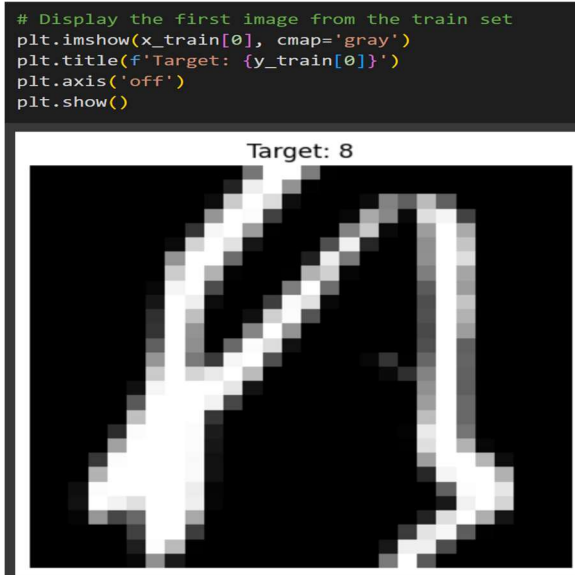 # Display the first image from the train set
plt.imshow(x_train[0], cmap='gray')
plt.title(f'Target: {y_train[0]}')
plt.axis('off')
plt.show()
Target: 8